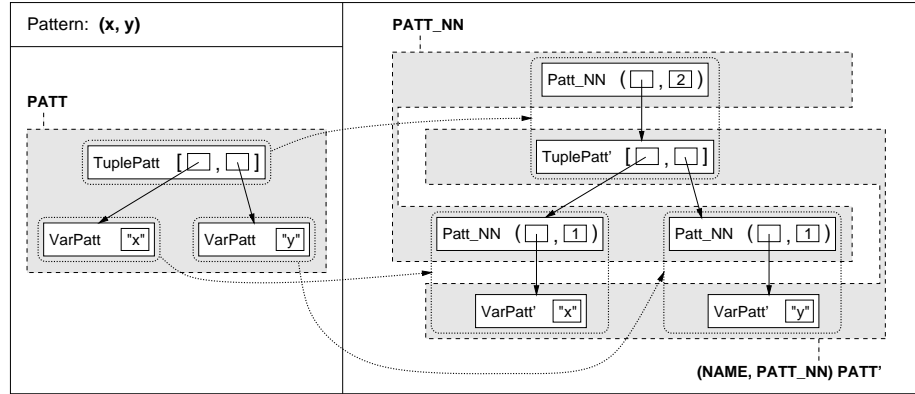 Pattern: (x, y)
PATT
TuplePatt [ , ]
VarPatt "x"
VarPatt "y"
PATT_NN
Patt_NN ( , 2 )
TuplePatt' [ , ]
Patt_NN ( , 1 )
Patt_NN ( , 1 )
VarPatt' "x"
VarPatt' "y"
(NAME, PATT_NN) PATT'